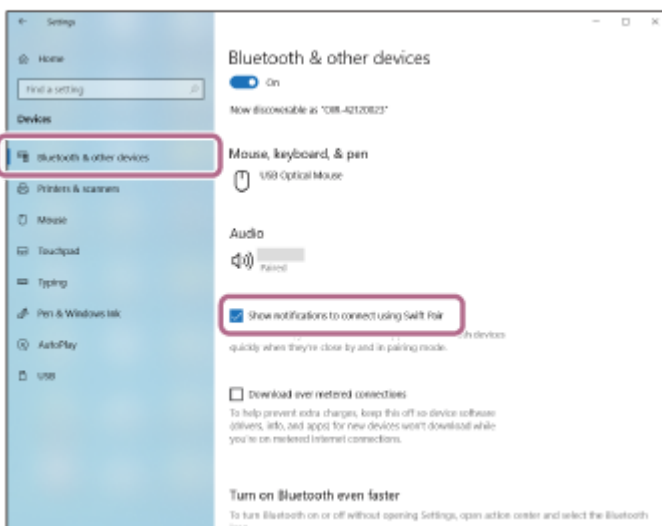 Settings
Home
Find a setting
Devices
Bluetooth & other devices
Printers & scanners
Mouse
Touchpad
Typing
Pen & Windows Ink
AutoPlay
USB
Bluetooth & other devices
On
Now discoverable as
Mouse, keyboard, & pen
USB Optical Mouse
Audio
Paired
Show notifications to connect using Swift Pair
devices
quickly when they're close by and in pairing mode.
Download over metered connections
To help prevent extra charges, keep this off so device software
(drivers, info, and apps) for new devices won't download while
you're on metered Internet connections.
Turn on Bluetooth even faster
To turn Bluetooth on or off without opening Settings, open action center and select the Bluetooth